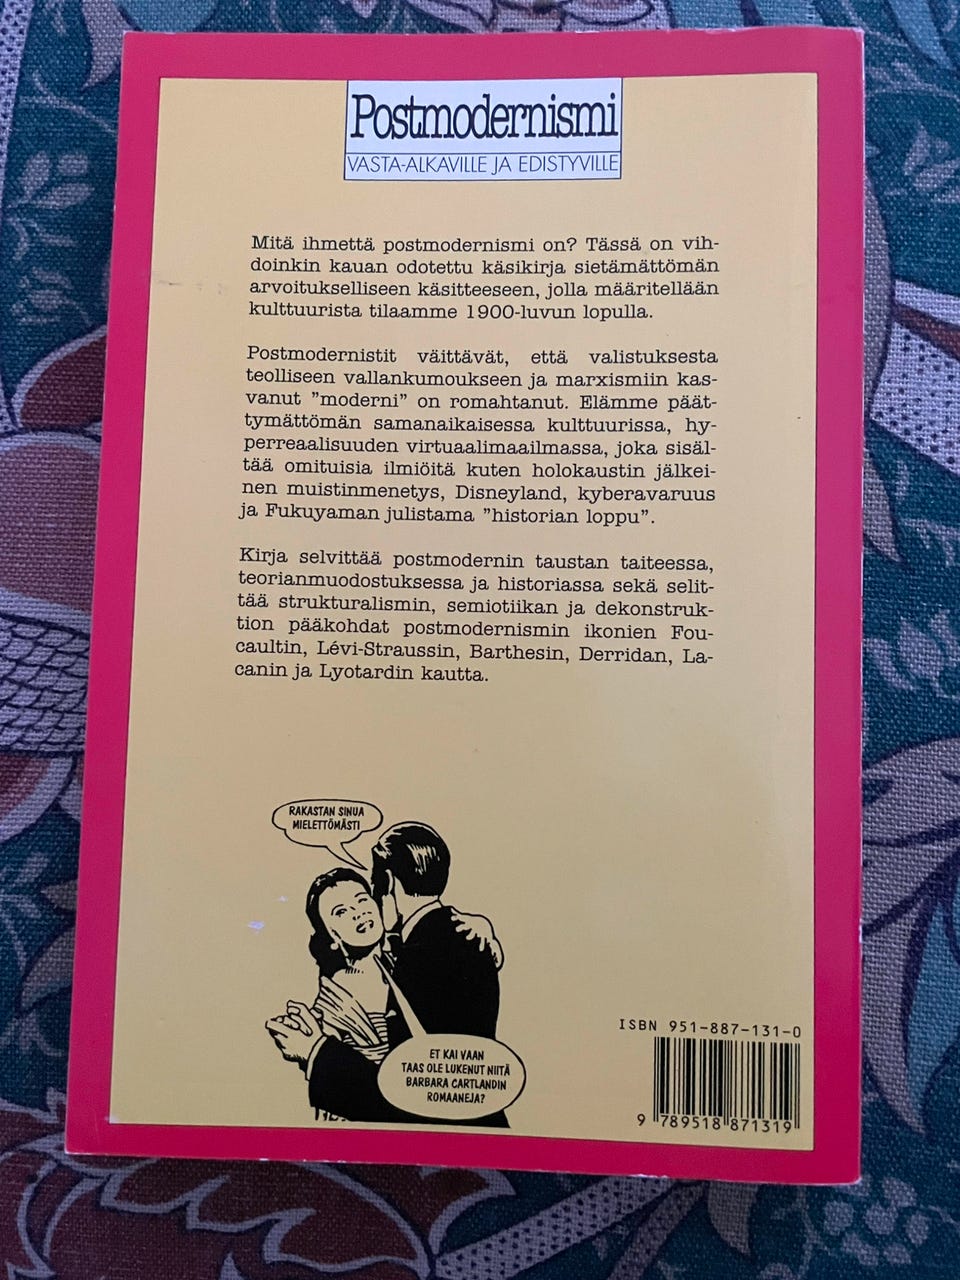 Postmodernismi
VASTA-ALKAVILLE JA EDISTYVILLE
Mitä ihmettä postmodernismi on? Tässä on vih-
doinkin kauan odotettu käsikirja sietämättömän
arvoitukselliseen käsitteeseen, jolla määritellään
kulttuurista tilaamme 1900-luvun lopulla.
Postmodernistit väittävät, että valistuksesta
teolliseen vallankumoukseen ja marxismiin kas-
vanut ”moderni” on romahtanut. Elämme päät-
tymättömän samanaikaisessa kulttuurissa, hy-
perreaalisuuden virtuaalimaailmassa, joka sisäl-
tää omituisia ilmiöitä kuten holokaustin jälkei-
nen muistinmenetys, Disneyland, kyberavaruus
ja Fukuyaman julistama ”historian loppu”.
Kirja selvittää postmodernin taustan taiteessa,
teorianmuodostuksessa ja historiassa sekä selit-
tää strukturalismin, semiotiikan ja dekonstruk-
tion pääkohdat postmodernismin ikonien Fou-
caultin, Lévi-Straussin, Barthesin, Derridan, La-
canin ja Lyotardin kautta.
RAKASTAN SINUA
MIELETTÖMÄSTI
ET KAI VAAN
TAAS OLE LUKENUT NIITÄ
BARBARA CARTLANDIN
ROMAANEJA?
ISBN 951-887-131-0
9 789518 871319